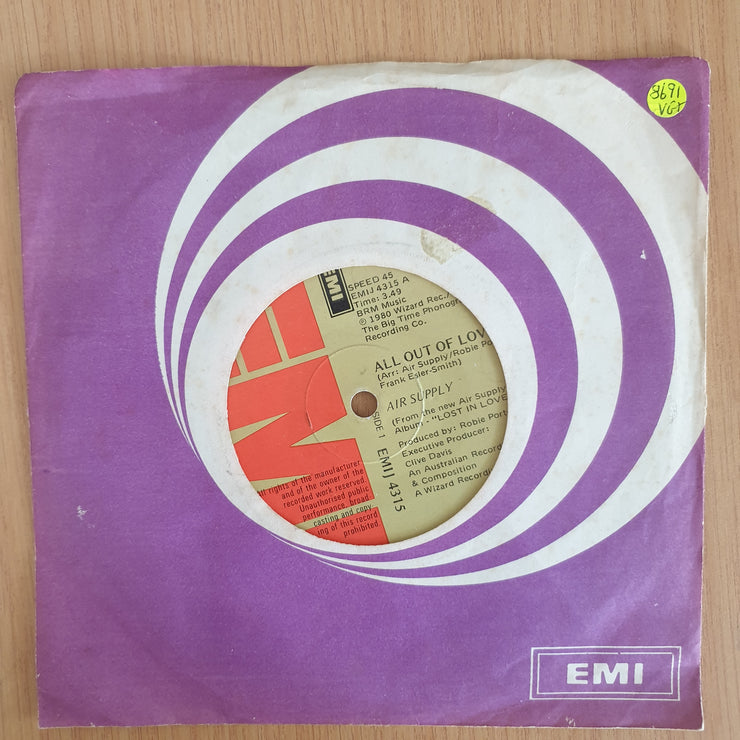 8691
VG+
EMI
SPEED 45
EMIJ 4315 A
Time: 3.49
BRM Music
℗ 1980 Wizard Rec./
The Big Time Phonogr
Recording Co.
ALL OUT OF LOV
(Arr: Air Supply/Robie Po
Frank Esler-Smith)
AIR SUPPLY
(From the new Air Supply
Album - "LOST IN LOVE
Produced by: Robie Port
Executive Producer:
Clive Davis
An Australian Record
& Composition
A Wizard Recording
SIDE 1
EMIJ 4315
all rights of the manufacturer
and of the owner of the
recorded work reserved
Unauthorised public
performance broad
casting and copy
ing of this record
prohibited
EMI